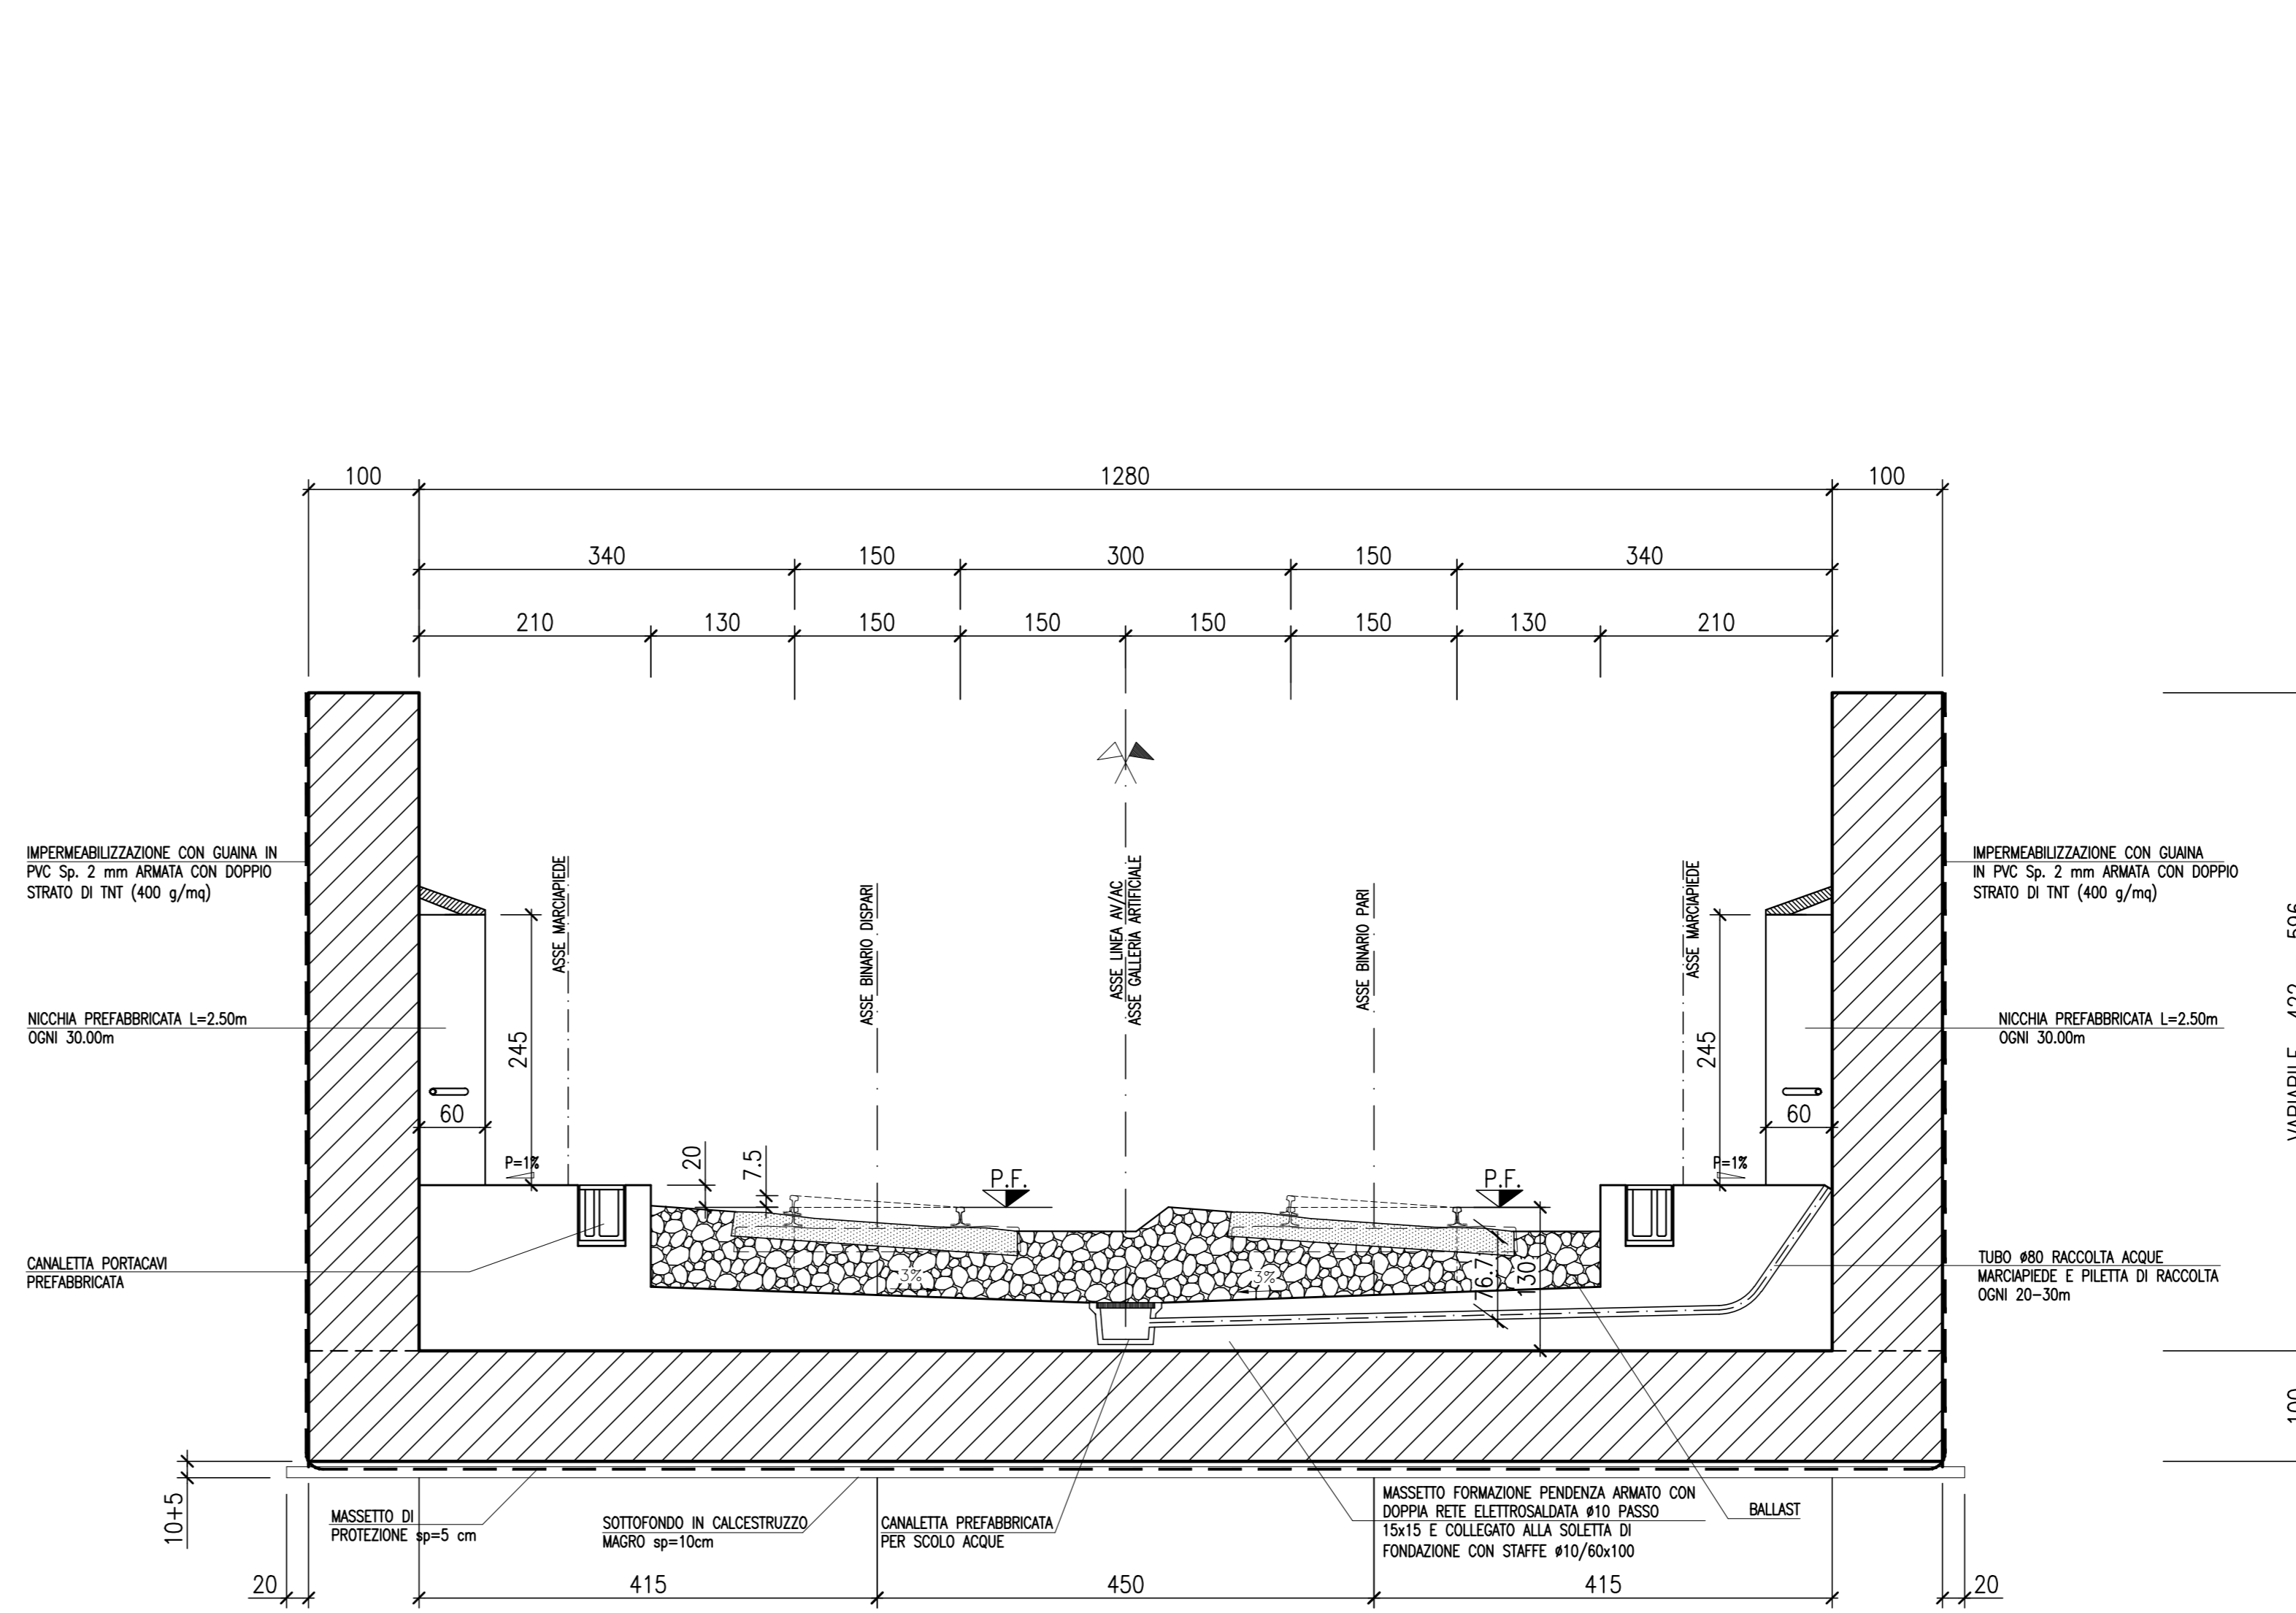 100 1280 100
340 150 300 150 340
210 130 150 150 150 150 130 210
IMPERMEABILIZZAZIONE CON GUAINA IN
PVC Sp. 2 mm ARMATA CON DOPPIO
STRATO DI TNT (400 g/mq)
ASSE MARCIAPIEDE
ASSE BINARIO DISPARI
ASSE LINEA AV/AC
ASSE GALLERIA ARTIFICIALE
ASSE BINARIO PARI
ASSE MARCIAPIEDE
IMPERMEABILIZZAZIONE CON GUAINA
IN PVC Sp. 2 mm ARMATA CON DOPPIO
STRATO DI TNT (400 g/mq)
NICCHIA PREFABBRICATA L=2.50m
OGNI 30.00m
245
60
P=1%
20
7.5
P.F.
P.F.
245
60
P=1%
NICCHIA PREFABBRICATA L=2.50m
OGNI 30.00m
CANALETTA PORTACAVI
PREFABBRICATA
3%
3%
76.7
130
TUBO ø80 RACCOLTA ACQUE
MARCIAPIEDE E PILETTA DI RACCOLTA
OGNI 20-30m
10+5
MASSETTO DI
PROTEZIONE sp=5 cm
SOTTOFONDO IN CALCESTRUZZO
MAGRO sp=10cm
CANALETTA PREFABBRICATA
PER SCOLO ACQUE
MASSETTO FORMAZIONE PENDENZA ARMATO CON
DOPPIA RETE ELETTROSALDATA ø10 PASSO
15x15 E COLLEGATO ALLA SOLETTA DI
FONDAZIONE CON STAFFE ø10/60x100
BALLAST
20 415 450 415 20